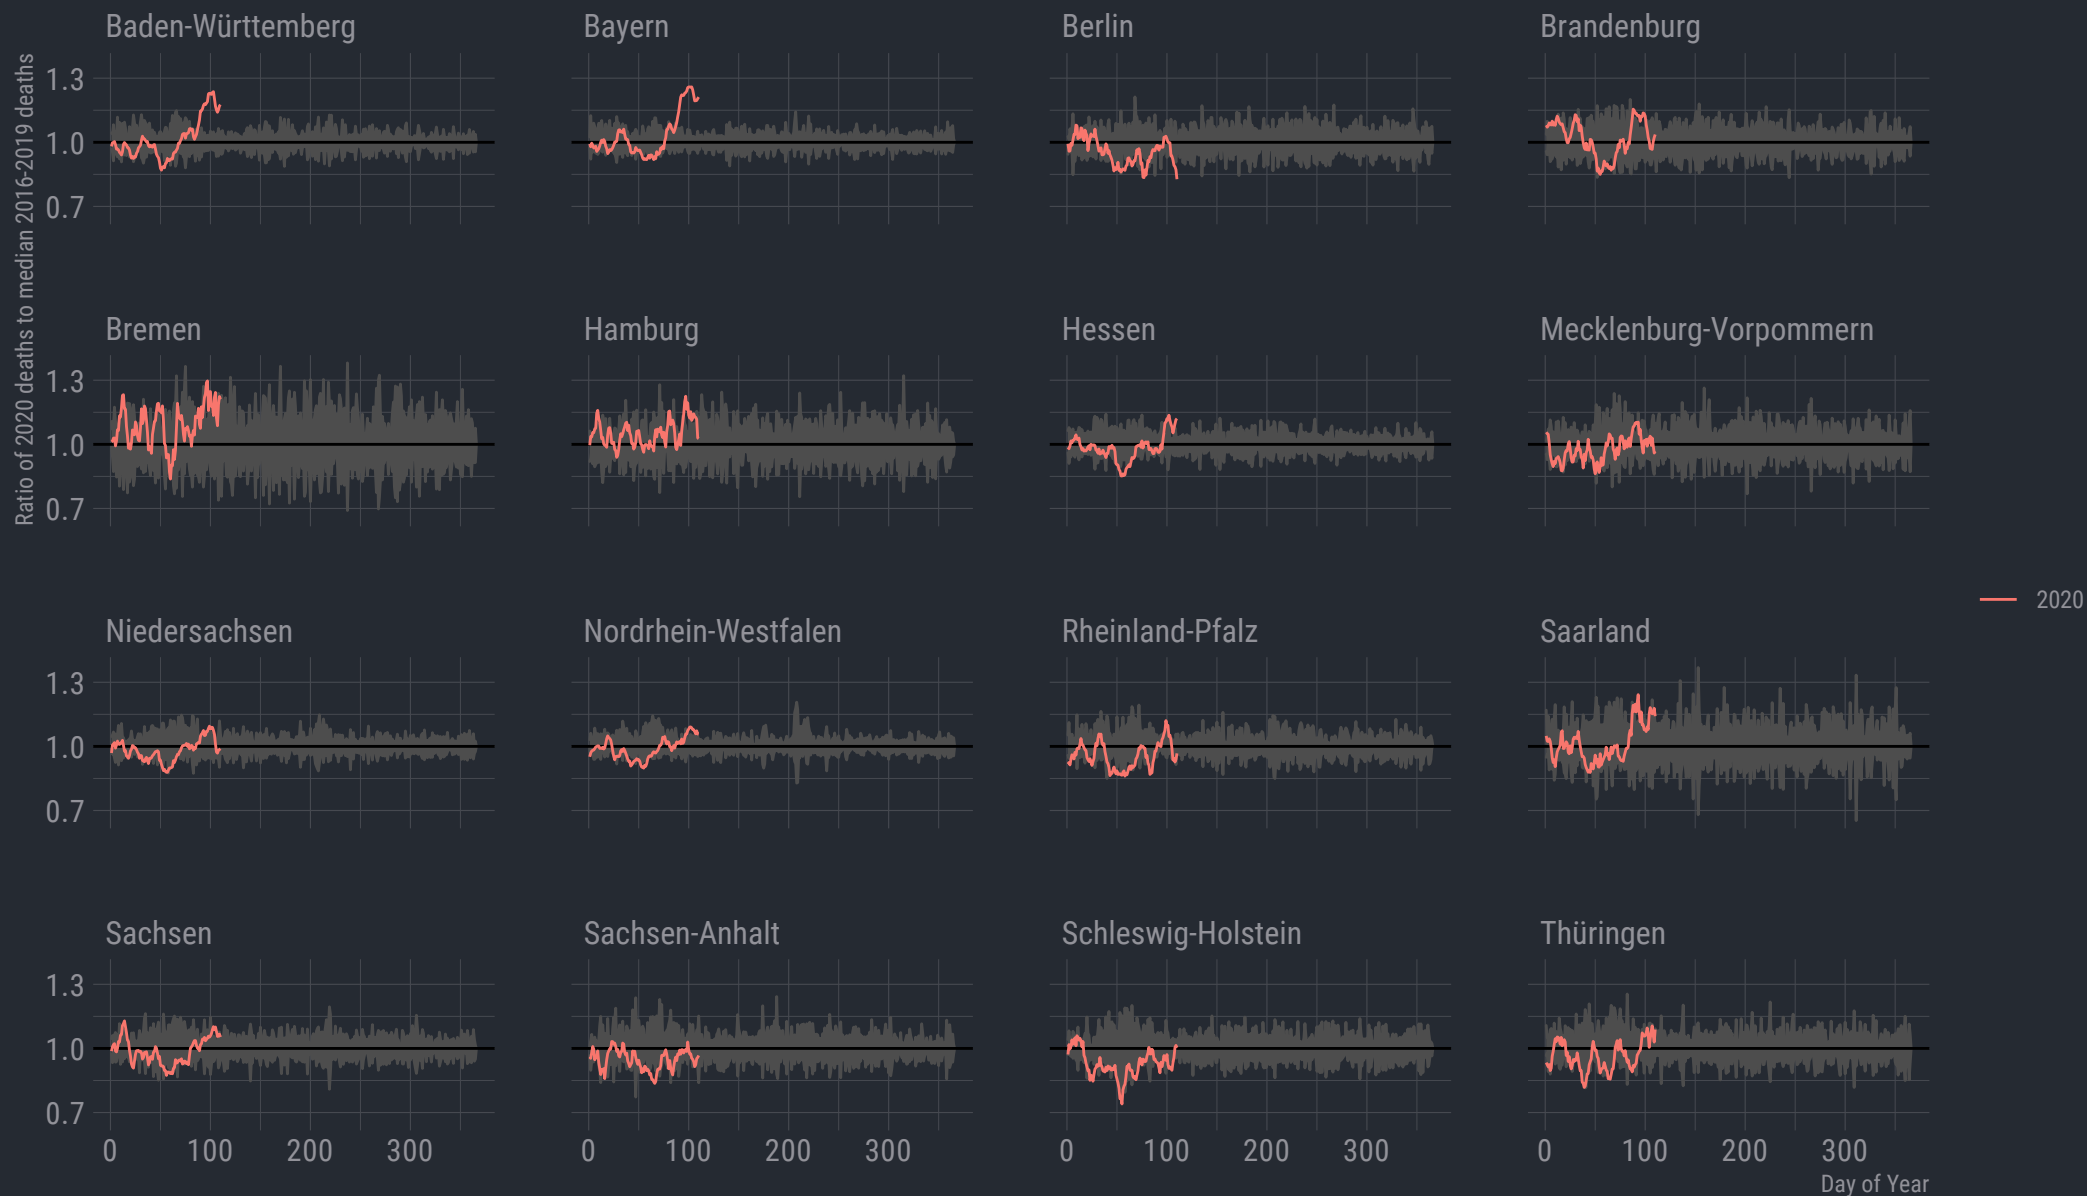 Baden-Württemberg
Bayern
Berlin
Brandenburg
Ratio of 2020 deaths to median 2016-2019 deaths
1.3
1.0
0.7
Bremen
Hamburg
Hessen
Mecklenburg-Vorpommern
1.3
1.0
0.7
2020
Niedersachsen
Nordrhein-Westfalen
Rheinland-Pfalz
Saarland
1.3
1.0
0.7
Sachsen
Sachsen-Anhalt
Schleswig-Holstein
Thüringen
1.3
1.0
0.7
0 100 200 300
0 100 200 300
0 100 200 300
0 100 200 300
Day of Year